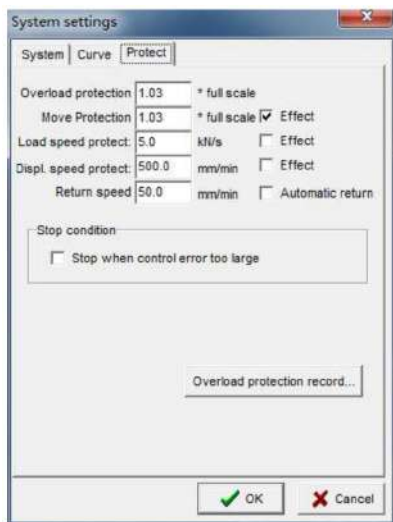 System settings
System Curve Protect
Overload protection 1.03 * full scale
Move Protection 1.03 * full scale Effect
Load speed protect: 5.0 kN/s Effect
Displ. speed protect: 500.0 mm/min Effect
Return speed 50.0 mm/min Automatic return
Stop condition
Stop when control error too large
Overload protection record...
OK Cancel